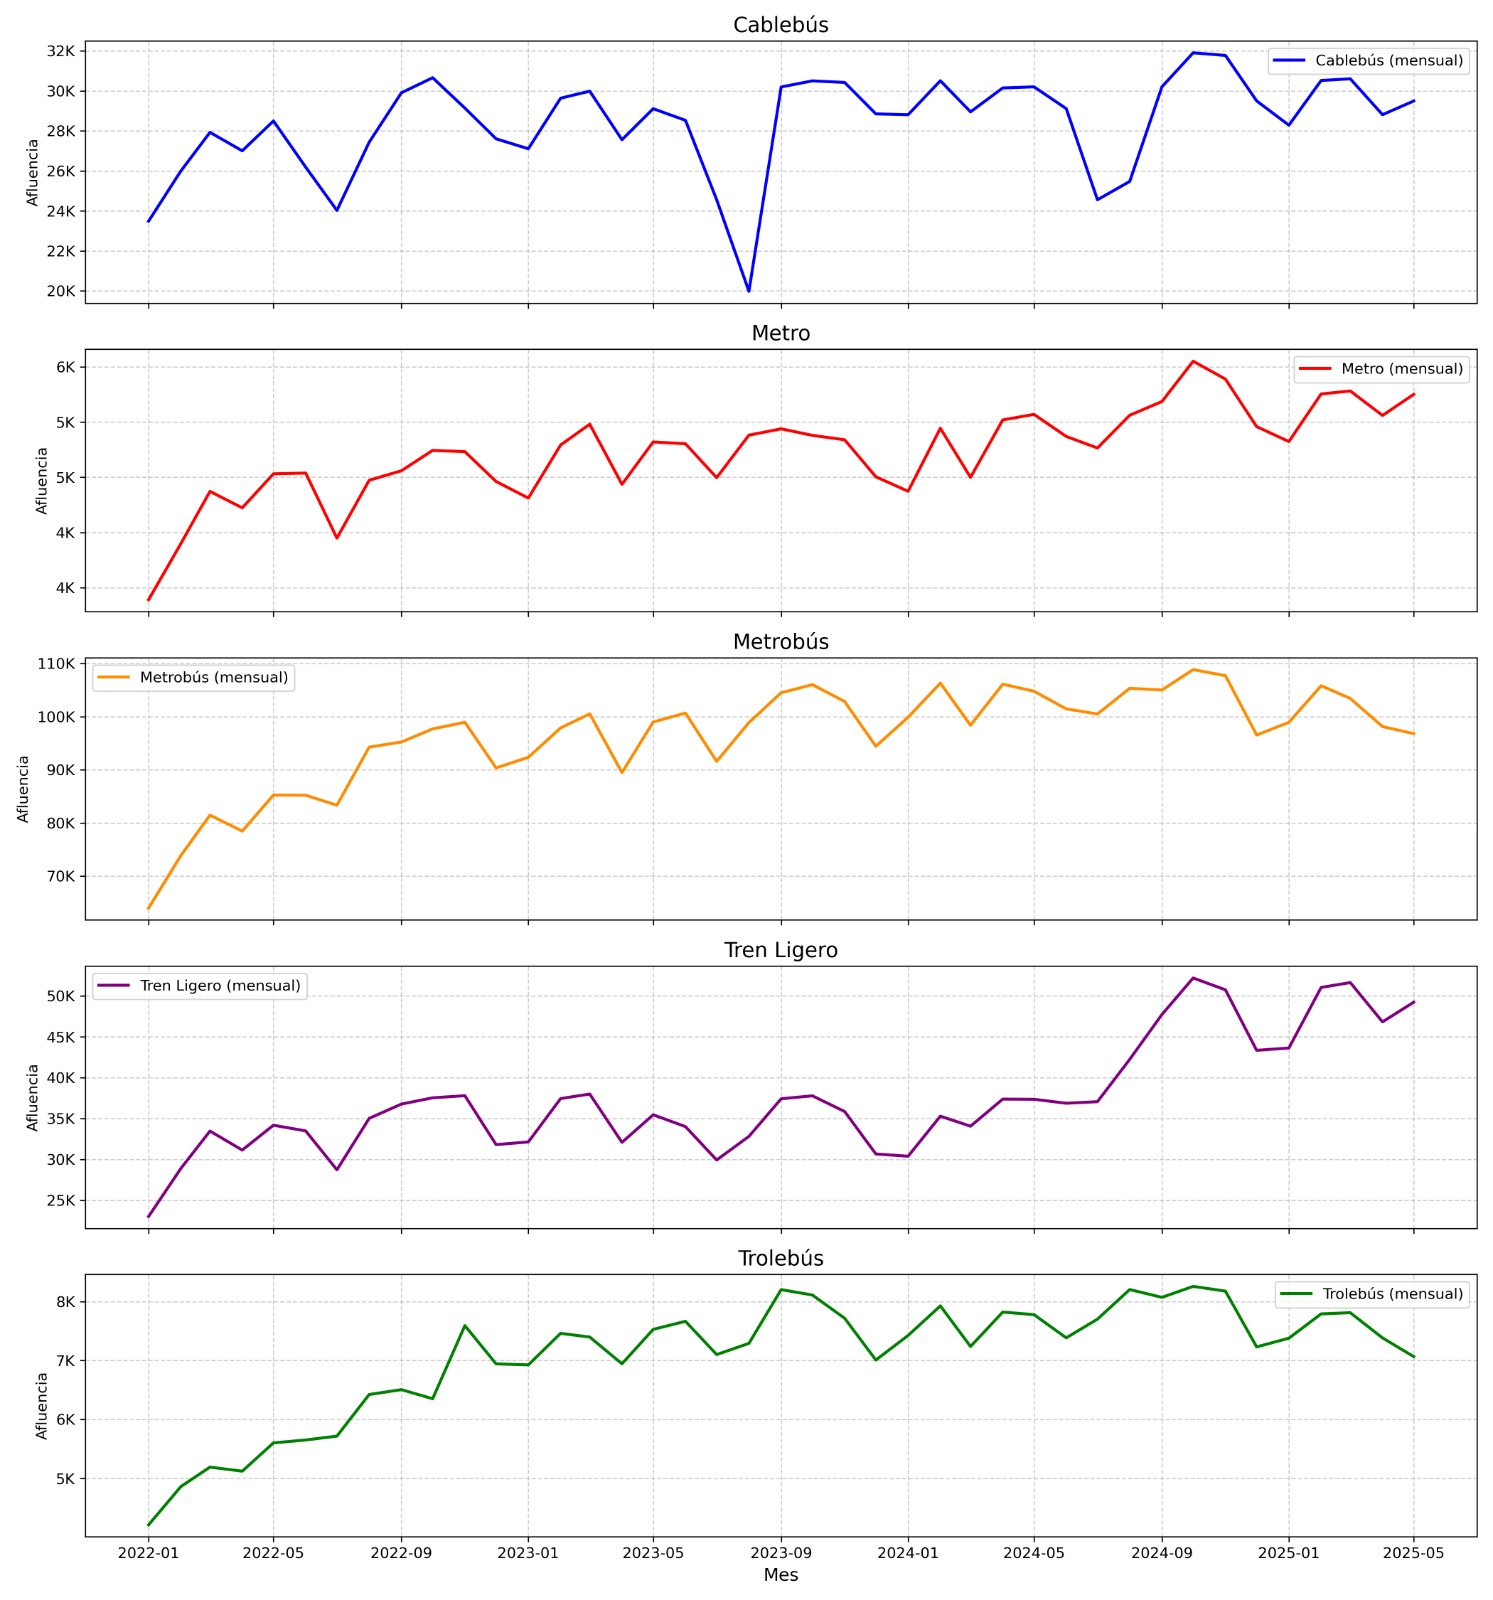 Cablebús
32K
30K
28K
26K
24K
22K
20K
Afluencia
Cablebús (mensual)
Metro
6K
5K
5K
4K
4K
Afluencia
Metro (mensual)
Metrobús
110K
100K
90K
80K
70K
Afluencia
Metrobús (mensual)
Tren Ligero
50K
45K
40K
35K
30K
25K
Afluencia
Tren Ligero (mensual)
Trolebús
8K
7K
6K
5K
Afluencia
Trolebús (mensual)
2022-01 2022-05 2022-09 2023-01 2023-05 2023-09 2024-01 2024-05 2024-09 2025-01 2025-05
Mes